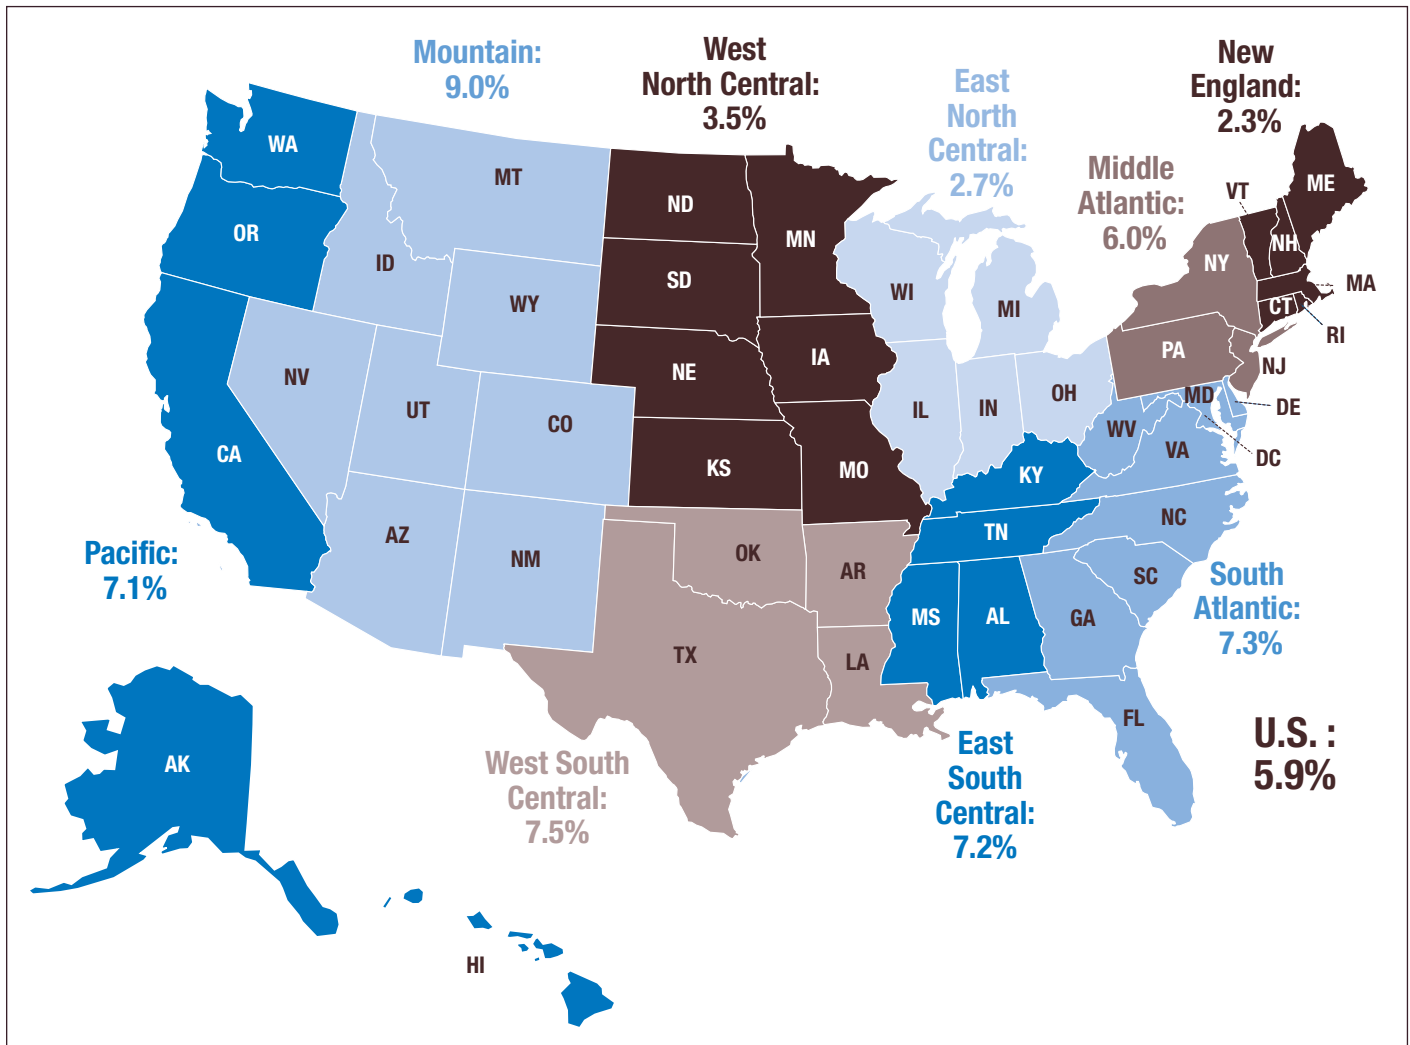 Mountain:
9.0%
West
North Central:
3.5%
East
North
Central:
2.7%
New
England:
2.3%
Middle
Atlantic:
6.0%
WA
OR
CA
MT
ID
WY
NV
UT
CO
AZ
NM
ND
SD
NE
KS
MN
IA
MO
WI
MI
IL
IN
OH
VT
ME
NH
MA
CT
RI
NY
PA
NJ
MD
DE
DC
WV
VA
NC
SC
GA
FL
KY
TN
MS
AL
OK
AR
TX
LA
Pacific:
7.1%
South
Atlantic:
7.3%
West South
Central:
7.5%
East
South
Central:
7.2%
U.S. :
5.9%
AK
HI